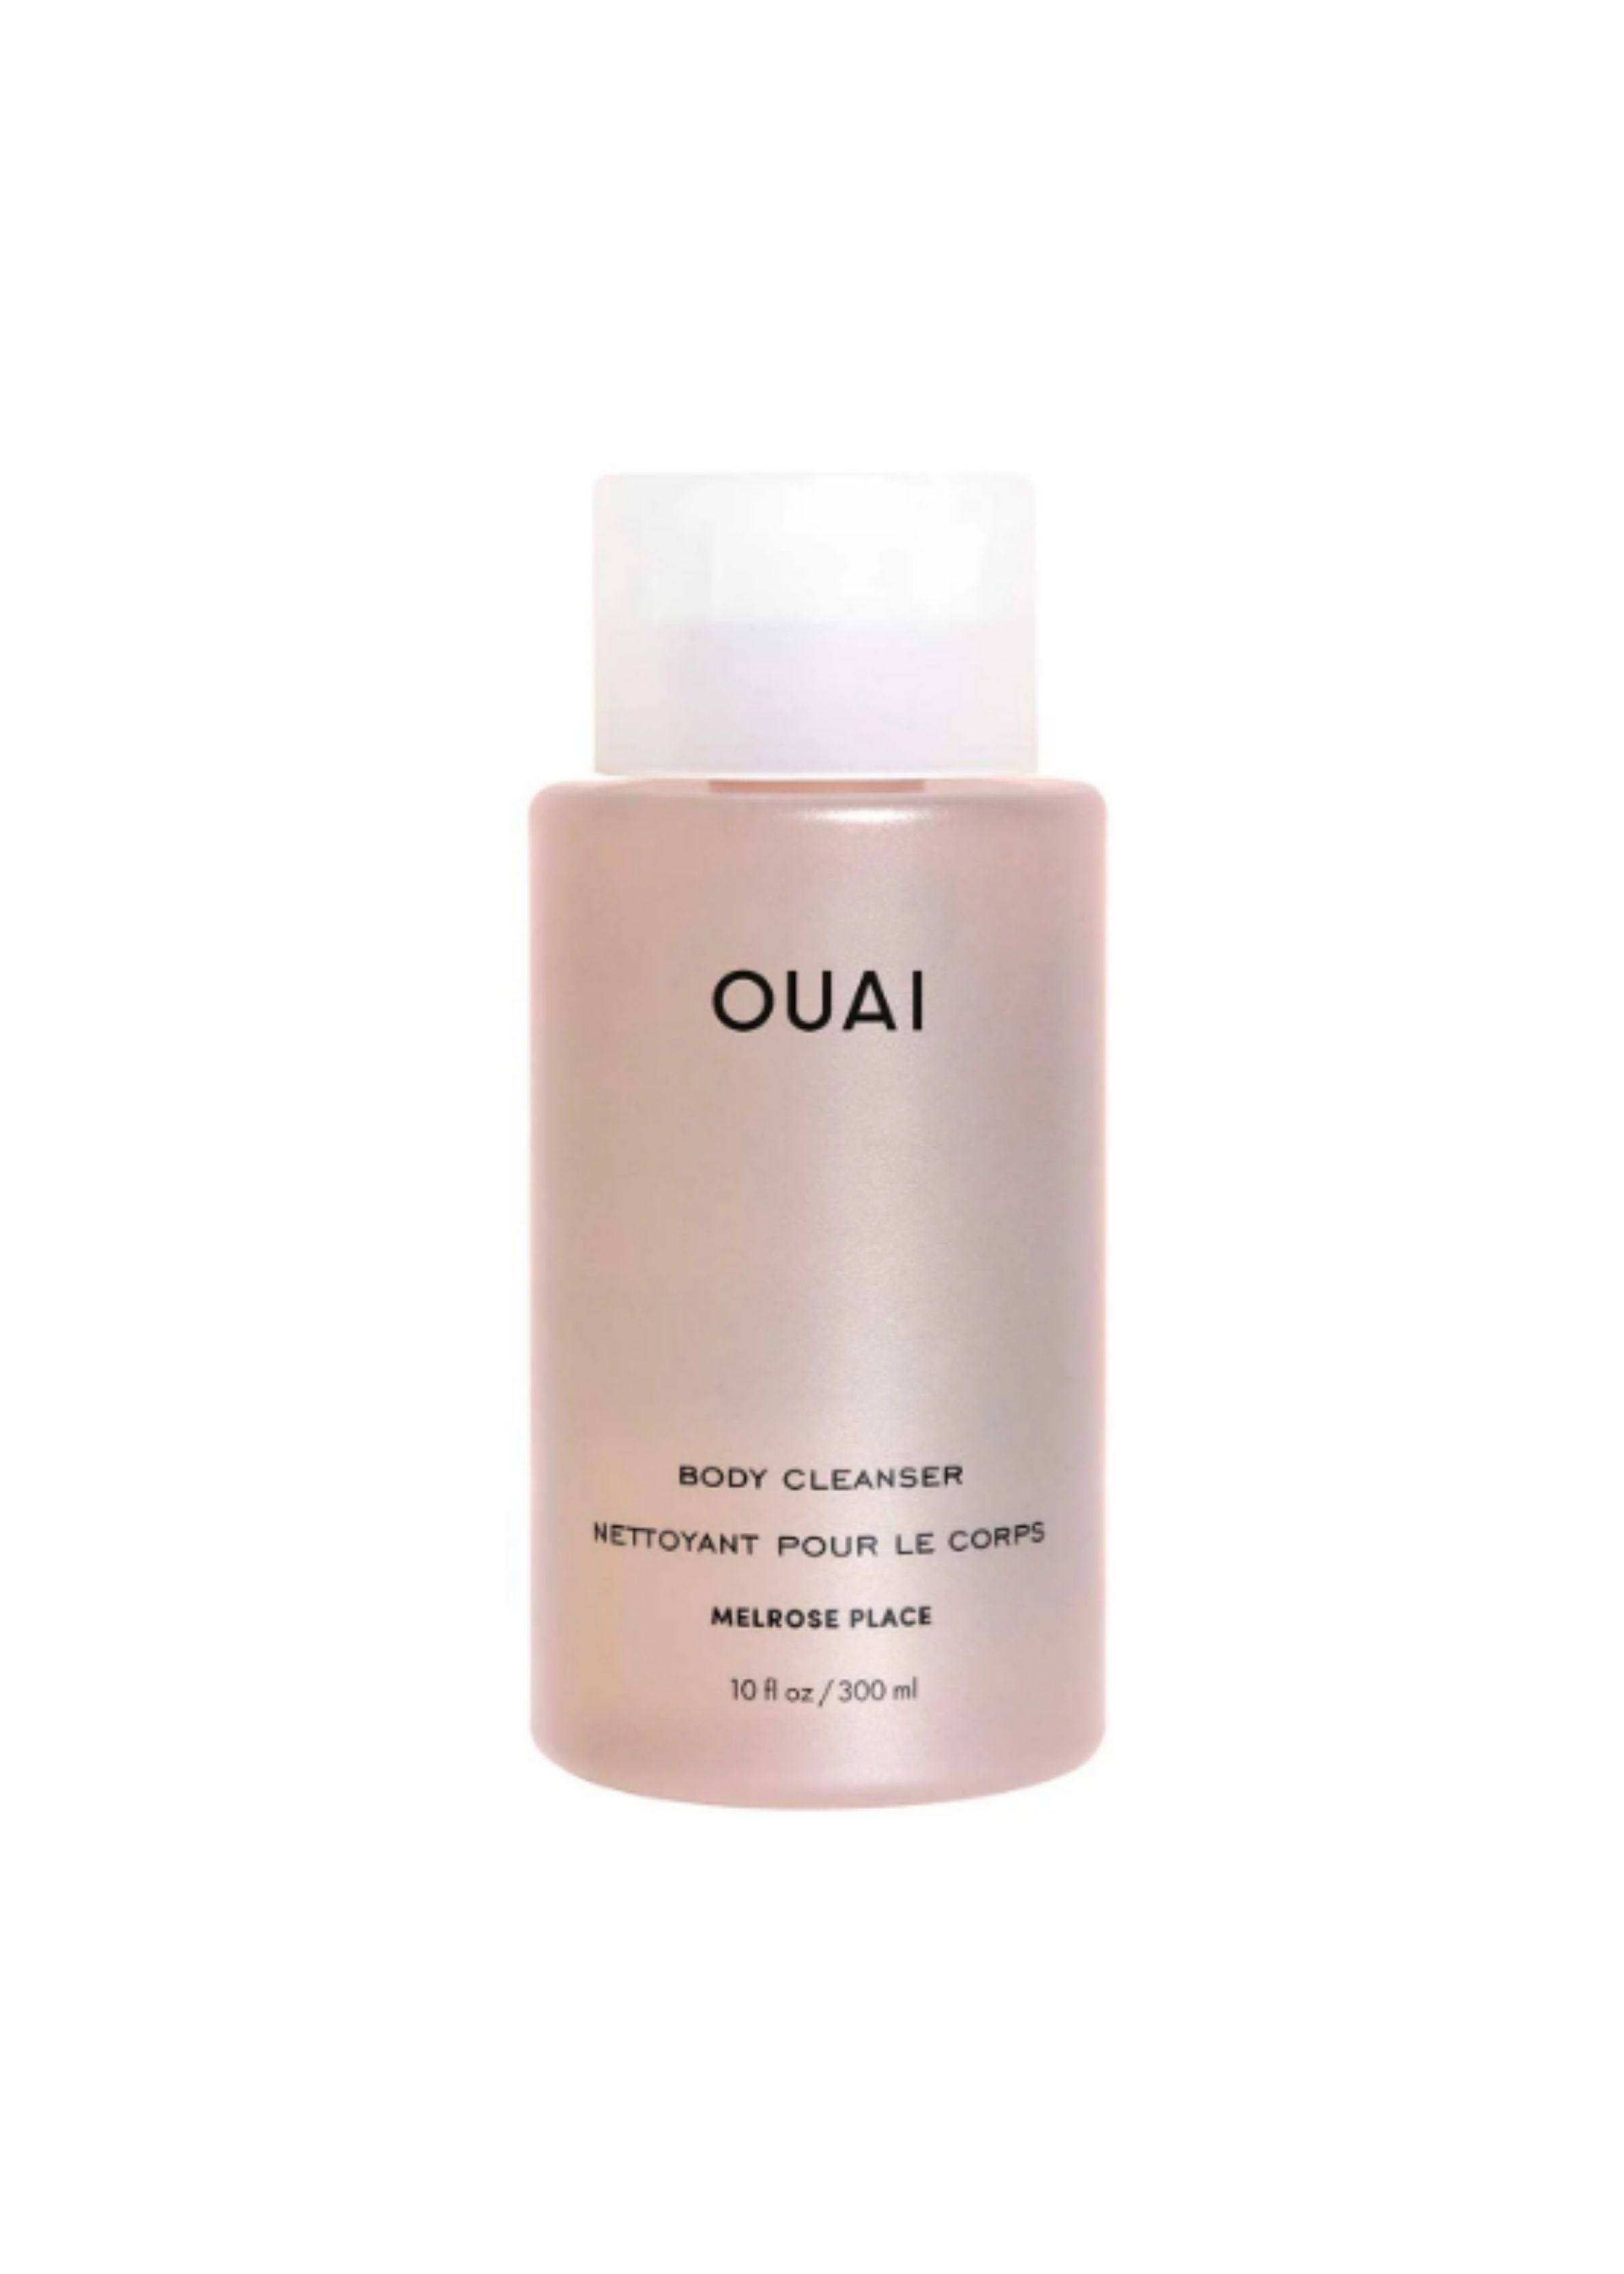 OUAI
BODY CLEANSER
NETTOYANT POUR LE CORPS
MELROSE PLACE
10 fl oz / 300 ml